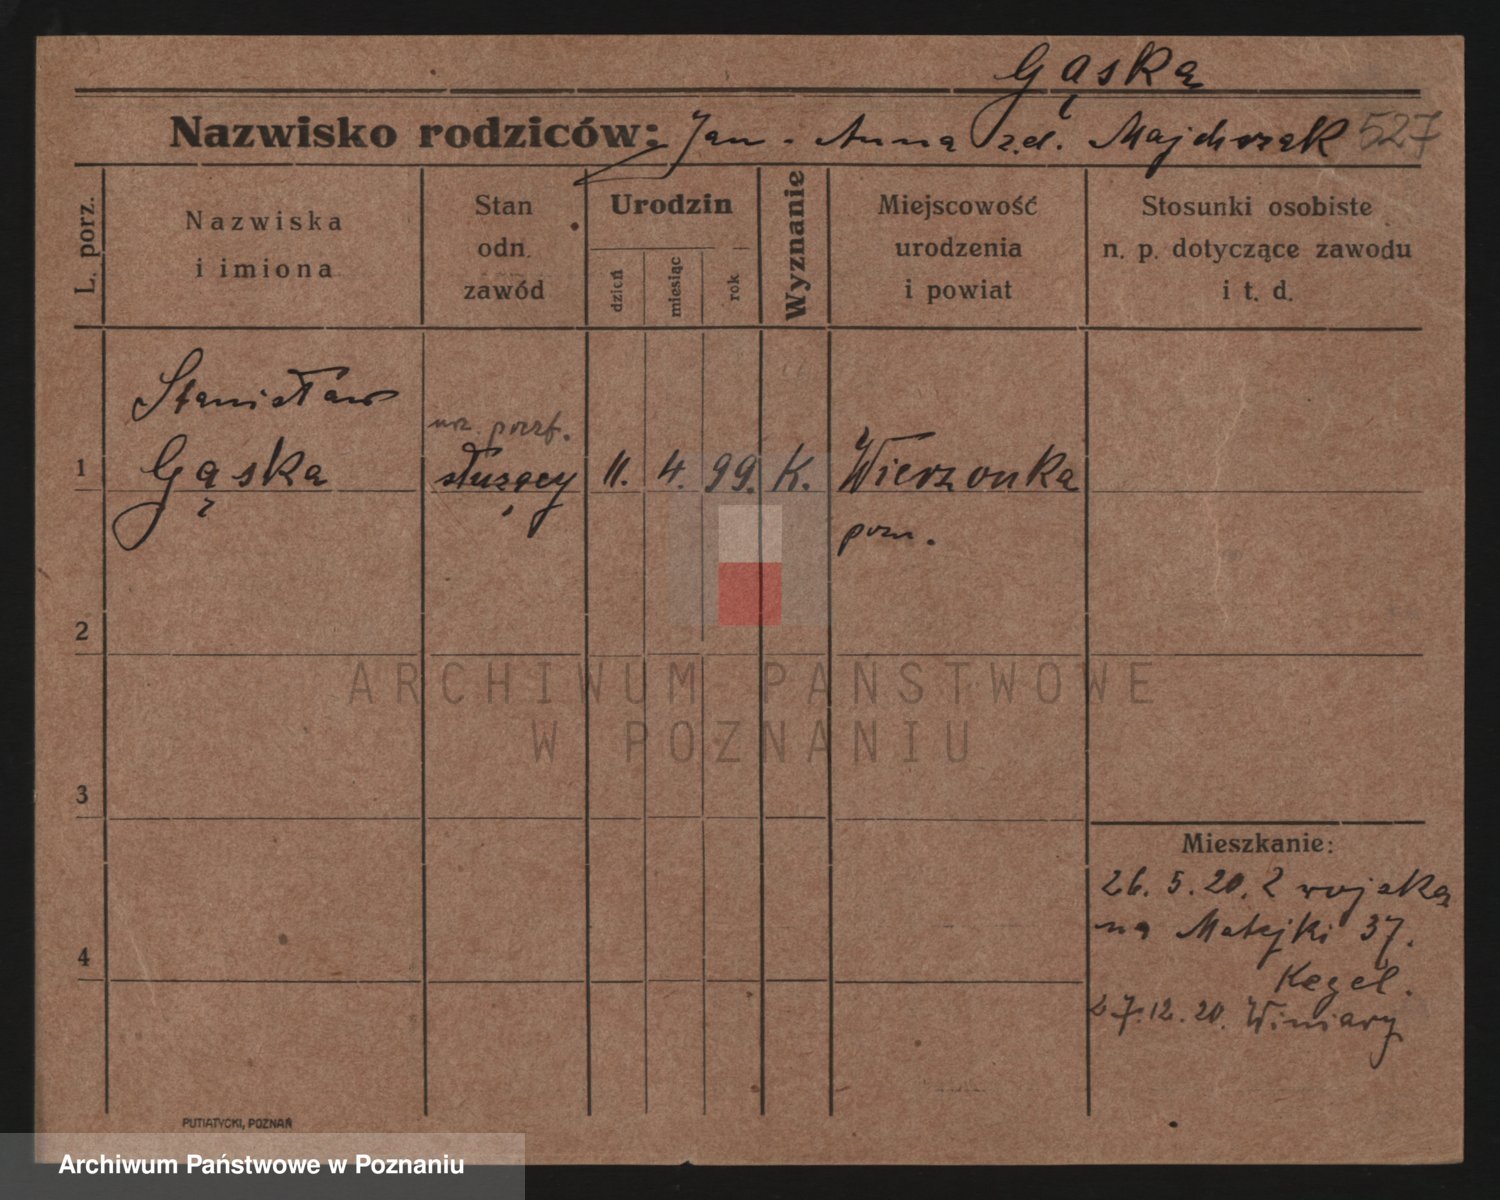 Gąska
Nazwisko rodziców: Jan - Anna z.d. Majchrzak 527
L. porz.
Nazwiska
i imiona
Stan
odn.
zawód
Urodzin
dzień
miesiąc
rok
Wyznanie
Miejscowość
urodzenia
i powiat
Stosunki osobiste
n. p. dotyczące zawodu
i t. d.
Stanisław
1 Gąska służący 11. 4. 99. K. Wierzonka
pozn.
2
3
4
Mieszkanie:
26. 5. 20. Z wojska
na Matejki 37.
Kegel.
27.12.20. Winiary
PUTIATYCKI, POZNAŃ
ARCHIWUM PAŃSTWOWE
W POZNANIU
Archiwum Państwowe w Poznaniu